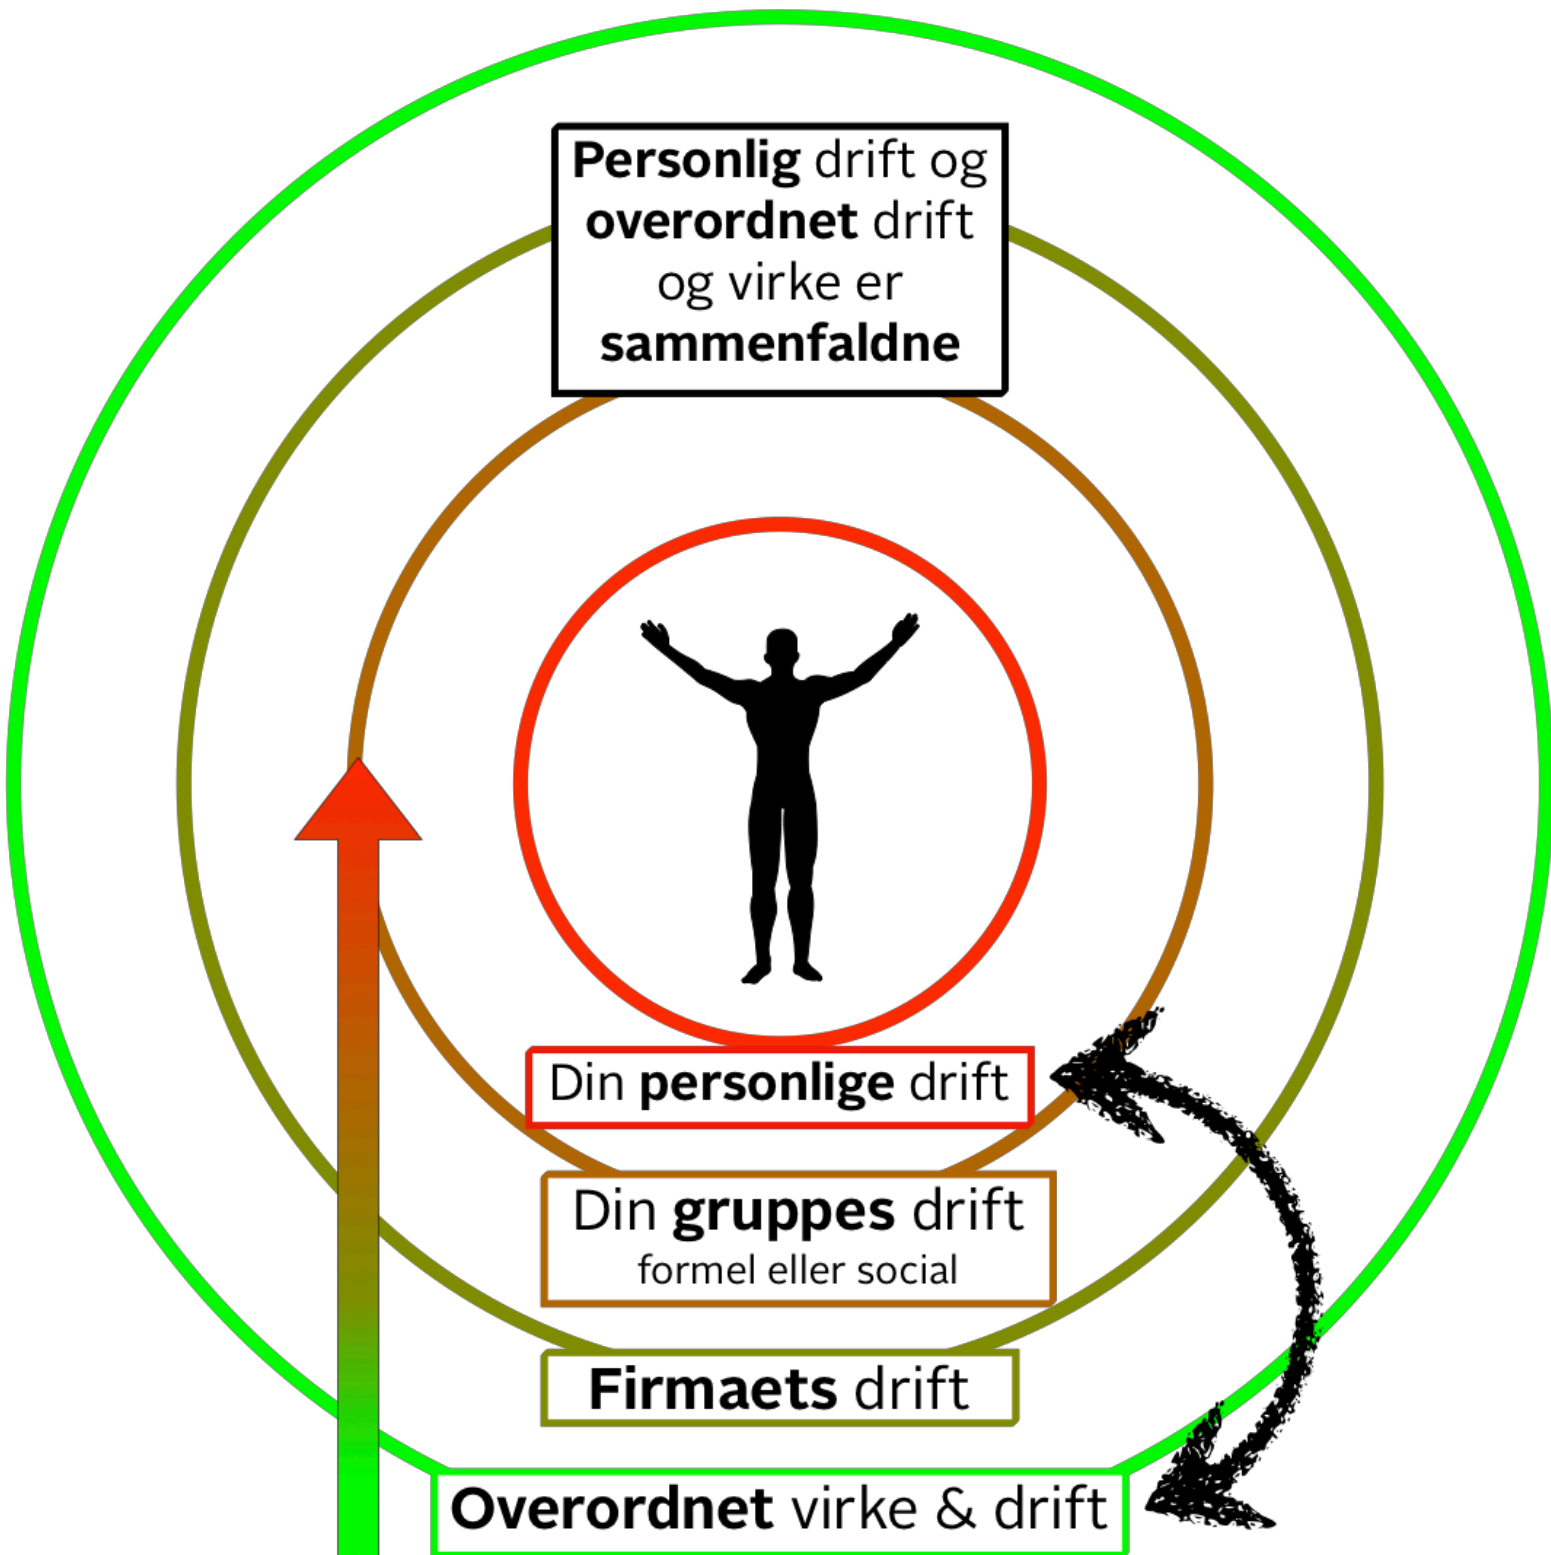 Personlig drift og
overordnet drift
og virke er
sammenfaldne
Din personlige drift
Din gruppes drift
formel eller social
Firmaets drift
Overordnet virke & drift